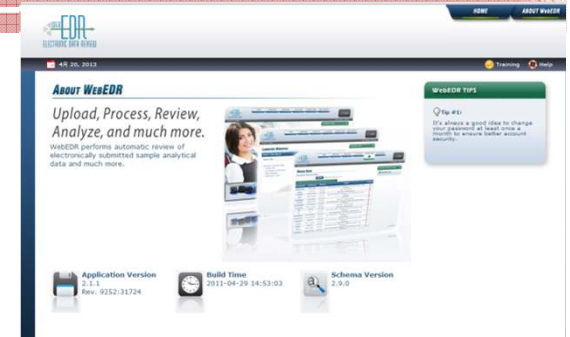 HOME
ABOUT WebEDR
EDR
ELECTRONIC DATA REVIEW
4月 20, 2013
Training
Help
ABOUT WEBEDR
Upload, Process, Review,
Analyze, and much more.
WebEDR performs automatic review of
electronically submitted sample analytical
data and much more.
WEBEDR TIPS
Tip #1:
It's always a good idea to change
your password at least once a
month to ensure better account
security.
Application Version
2.1.1
Rev. 9252:31724
Build Time
2011-04-29 14:53:03
Schema Version
2.9.0